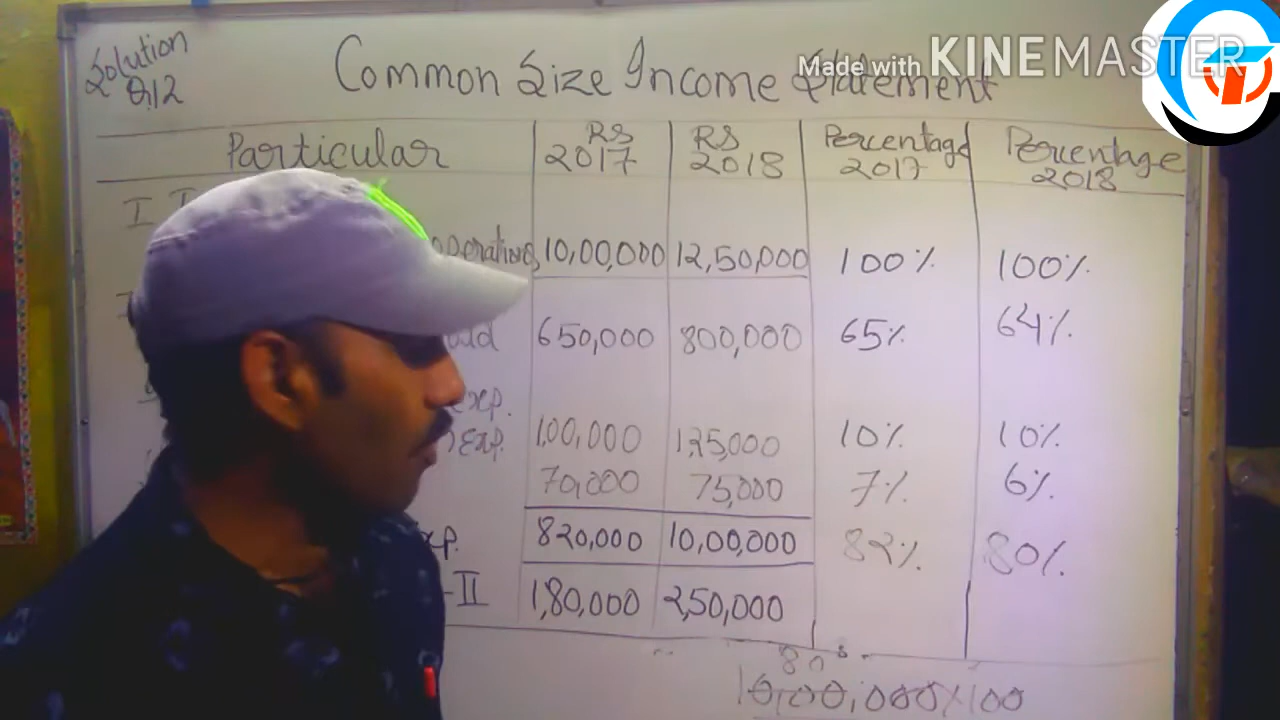 Solution
Q.12
Common Size Income Statement
Made with KINEMASTER
Particular RS 2017 RS 2018 Percentage 2017 Percentage 2018
I
operations 10,00,000 12,50,000 100% 100%
650,000 800,000 65% 64%
exp.
Exp. 1,00,000 1,25,000 10% 10%
70,000 75,000 7% 6%
820,000 10,00,000 82% 80%
-II 1,80,000 2,50,000
80
10,00,000 × 100